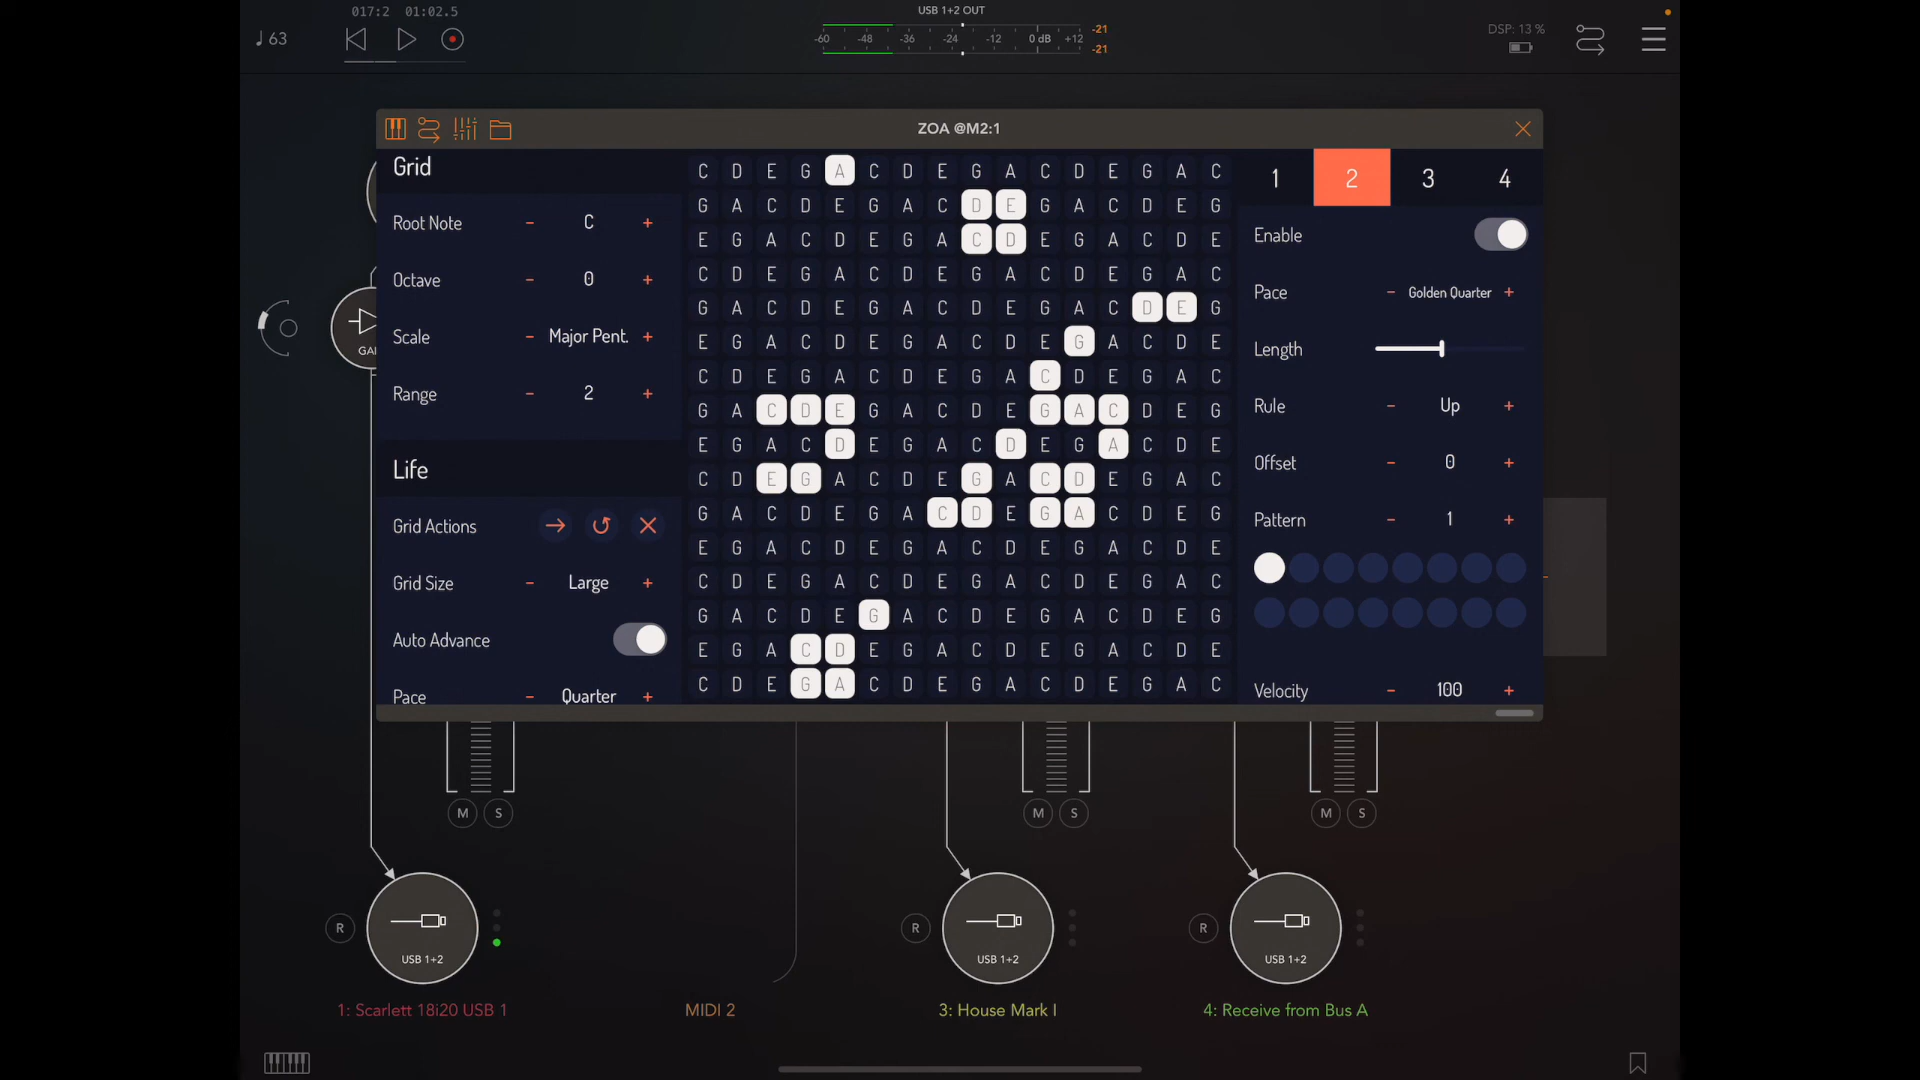 017:2 01:02.5
USB 1+2 OUT
♩63
-60 -48 -36 -24 -12 0 dB +12
-21
-21
DSP: 13 %
ZOA @M2:1
Grid
Root Note - C +
Octave - 0 +
Scale - Major Pent. +
Range - 2 +
Life
Grid Actions
Grid Size - Large +
Auto Advance
Pace - Quarter +
C D E G A C D E G A C D E G A C
G A C D E G A C D E G A C D E G
E G A C D E G A C D E G A C D E
C D E G A C D E G A C D E G A C
G A C D E G A C D E G A C D E G
E G A C D E G A C D E G A C D E
C D E G A C D E G A C D E G A C
G A C D E G A C D E G A C D E G
E G A C D E G A C D E G A C D E
C D E G A C D E G A C D E G A C
G A C D E G A C D E G A C D E G
E G A C D E G A C D E G A C D E
C D E G A C D E G A C D E G A C
G A C D E G A C D E G A C D E G
E G A C D E G A C D E G A C D E
C D E G A C D E G A C D E G A C
1 2 3 4
Enable
Pace - Golden Quarter +
Length
Rule - Up +
Offset - 0 +
Pattern - 1 +
Velocity - 100 +
M S
M S
M S
R
USB 1+2
R
USB 1+2
R
USB 1+2
1: Scarlett 18i20 USB 1
MIDI 2
3: House Mark I
4: Receive from Bus A